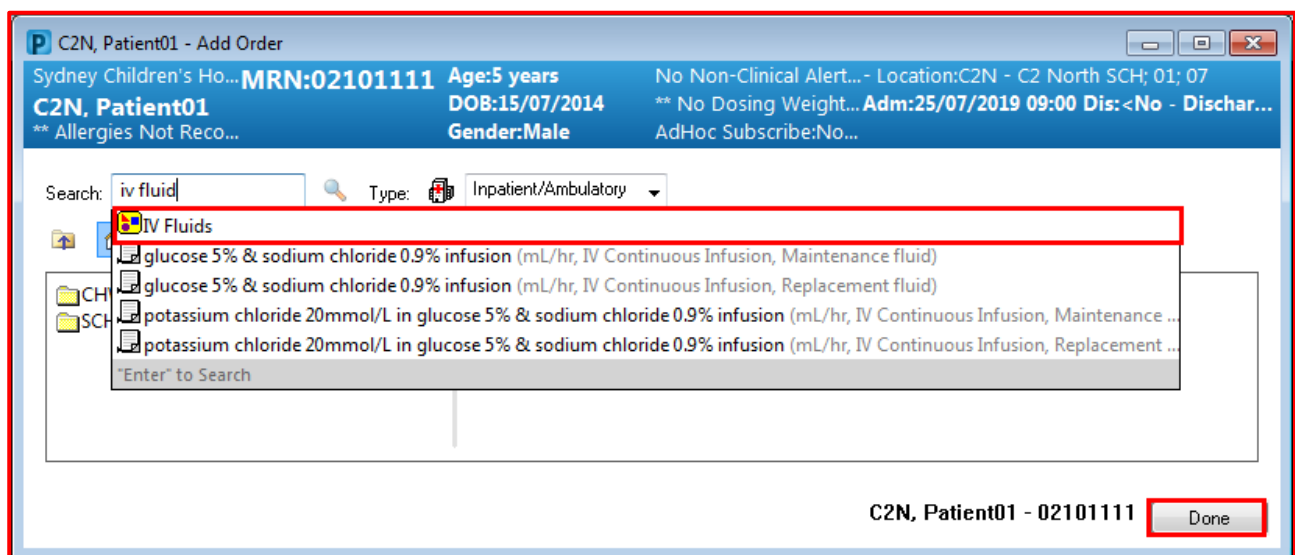 C2N, Patient01 - Add Order
Sydney Children's Ho... MRN:02101111 Age:5 years No Non-Clinical Alert...- Location:C2N - C2 North SCH; 01; 07
C2N, Patient01 DOB:15/07/2014 ** No Dosing Weight... Adm:25/07/2019 09:00 Dis:<No - Dischar...
** Allergies Not Reco... Gender:Male AdHoc Subscribe:No...
Search: iv fluid Type: Inpatient/Ambulatory
IV Fluids
glucose 5% & sodium chloride 0.9% infusion (mL/hr, IV Continuous Infusion, Maintenance fluid)
CH glucose 5% & sodium chloride 0.9% infusion (mL/hr, IV Continuous Infusion, Replacement fluid)
SCH potassium chloride 20mmol/L in glucose 5% & sodium chloride 0.9% infusion (mL/hr, IV Continuous Infusion, Maintenance ...
potassium chloride 20mmol/L in glucose 5% & sodium chloride 0.9% infusion (mL/hr, IV Continuous Infusion, Replacement ...
"Enter" to Search
C2N, Patient01 - 02101111 Done